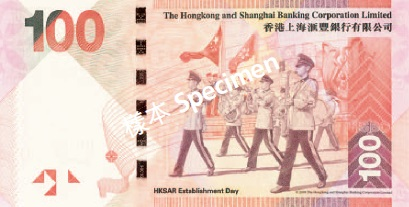 100
The Hongkong and Shanghai Banking Corporation Limited
香港上海滙豐銀行有限公司
樣本 Specimen
HKSAR Establishment Day
100